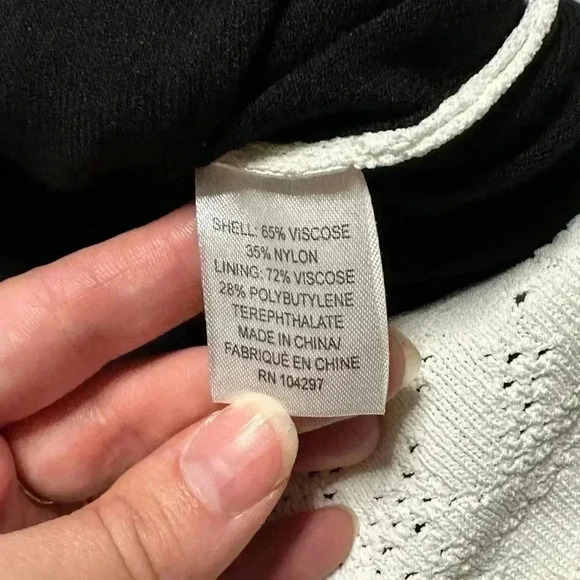 SHELL: 65% VISCOSE
35% NYLON
LINING: 72% VISCOSE
28% POLYBUTYLENE
TEREPHTHALATE
MADE IN CHINA/
FABRIQUÉ EN CHINE
RN 104297